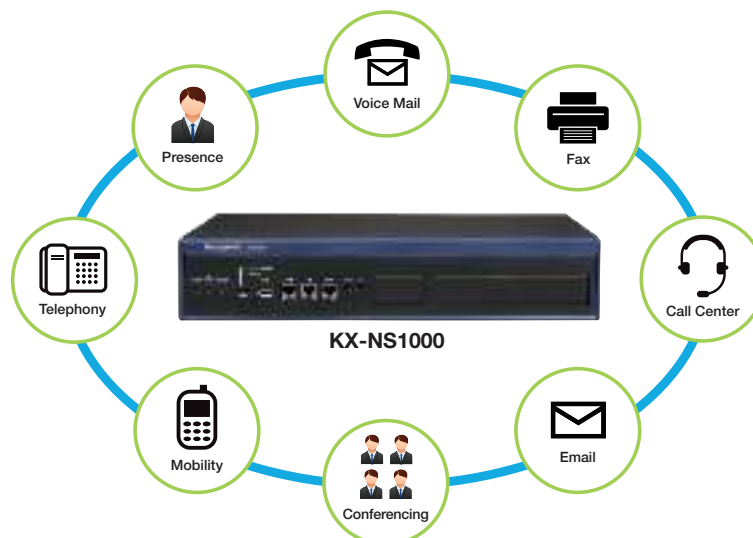 Voice Mail
Presence
Fax
Telephony
Call Center
KX-NS1000
Mobility
Email
Conferencing